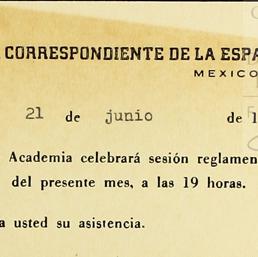 CORRESPONDIENTE DE LA ESPA
MEXICO
21 de junio de 1
Academia celebrará sesión reglamen
del presente mes, a las 19 horas.
a usted su asistencia.